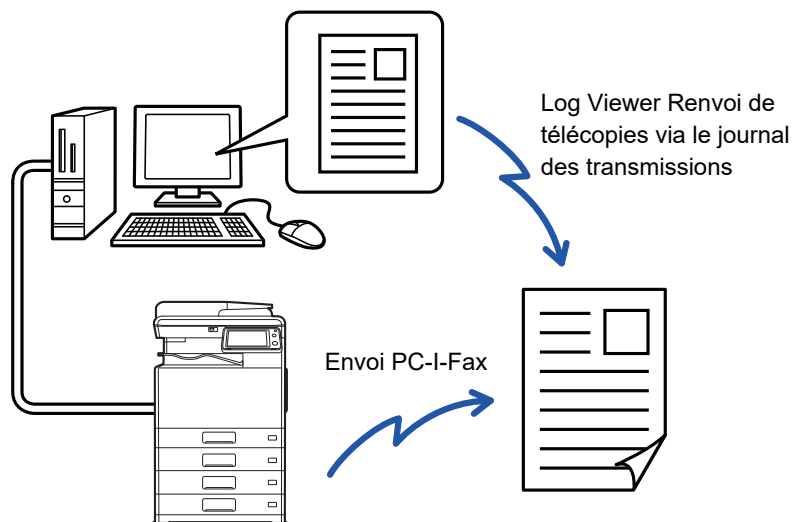 Log Viewer Renvoi de
télécopies via le journal
des transmissions
Envoi PC-I-Fax